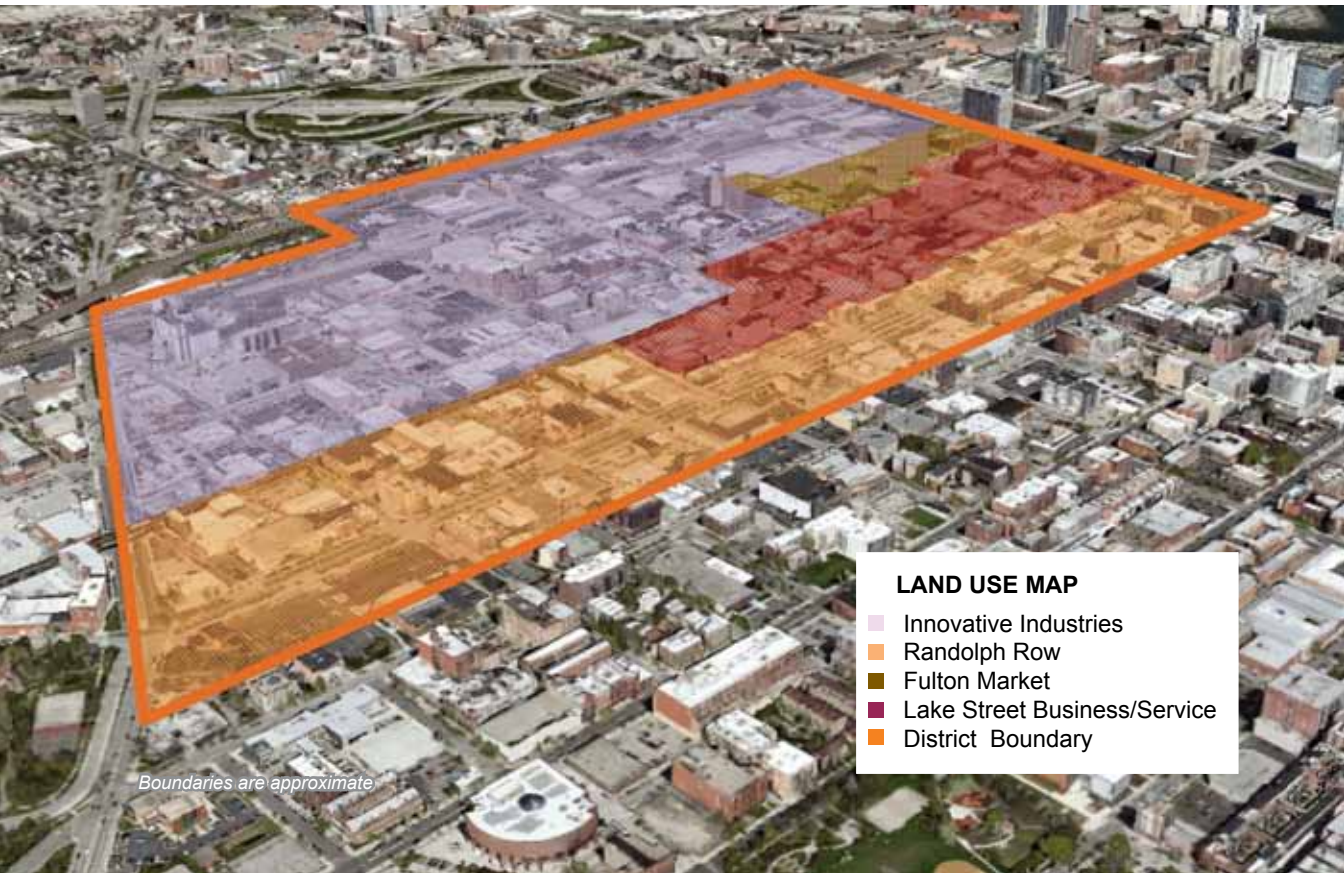 LAND USE MAP
Innovative Industries
Randolph Row
Fulton Market
Lake Street Business/Service
District Boundary
Boundaries are approximate